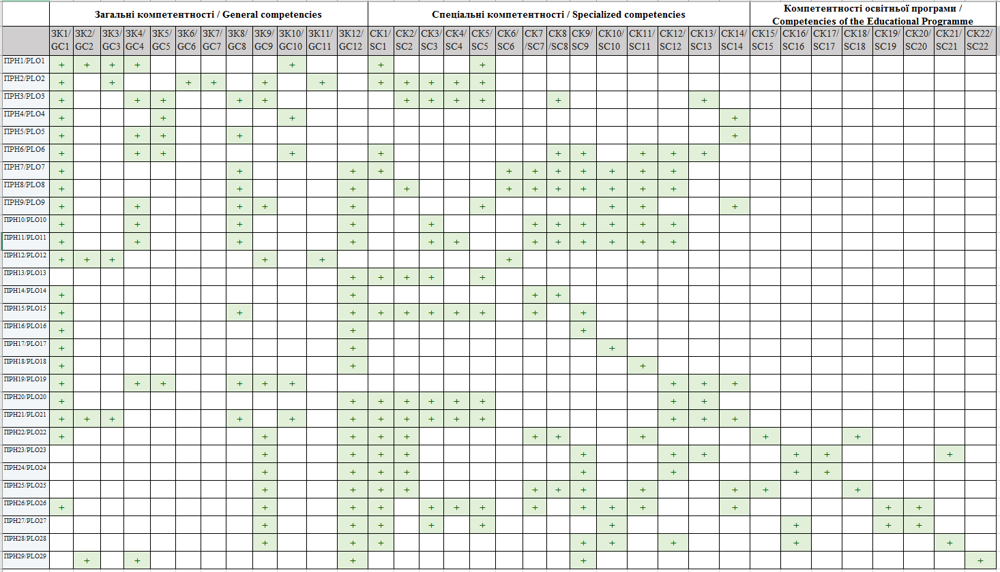 Загальні компетентності / General competencies Спеціальні компетентності / Specialized competencies Компетентності освітньої програми /
Competencies of the Educational Programme
ЗК1/ ЗК2/ ЗК3/ ЗК4/ ЗК5/ ЗК6/ ЗК7/ ЗК8/ ЗК9/ ЗК10/ ЗК11/ ЗК12/ СК1/ СК2/ СК3/ СК4/ СК5/ СК6/ СК7 СК8 СК9/ СК10/ СК11/ СК12/ СК13/ СК14/ СК15/ СК16/ СК17/ СК18/ СК19/ СК20/ СК21/ СК22/
GC1 GC2 GC3 GC4 GC5 GC6 GC7 GC8 GC9 GC10 GC11 GC12 SC1 SC2 SC3 SC4 SC5 SC6 /SC7 /SC8 SC9 SC10 SC11 SC12 SC13 SC14 SC15 SC16 SC17 SC18 SC19 SC20 SC21 SC22
ПРН1/PLO1 + + + + + + +
ПРН2/PLO2 + + + + + + + + + + +
ПРН3/PLO3 + + + + + + + + + + +
ПРН4/PLO4 + + + +
ПРН5/PLO5 + + + + +
ПРН6/PLO6 + + + + + + + + + +
ПРН7/PLO7 + + + + + + + + + + +
ПРН8/PLO8 + + + + + + + + + + +
ПРН9/PLO9 + + + + + + + + +
ПРН10/PLO10 + + + + + + + + + + +
ПРН11/PLO11 + + + + + + + + + + + +
ПРН12/PLO12 + + + + + +
ПРН13/PLO13 + + + + +
ПРН14/PLO14 + + + +
ПРН15/PLO15 + + + + + + + + + +
ПРН16/PLO16 + + +
ПРН17/PLO17 + + +
ПРН18/PLO18 + + +
ПРН19/PLO19 + + + + + + + + +
ПРН20/PLO20 + + + + + + + + +
ПРН21/PLO21 + + + + + + + + + + + + + +
ПРН22/PLO22 + + + + + + + + + +
ПРН23/PLO23 + + + + + + + + + +
ПРН24/PLO24 + + + + + + + +
ПРН25/PLO25 + + + + + + + + + + +
ПРН26/PLO26 + + + + + + + + + + + + + +
ПРН27/PLO27 + + + + + + + + +
ПРН28/PLO28 + + + + + + + +
ПРН29/PLO29 + + + + +